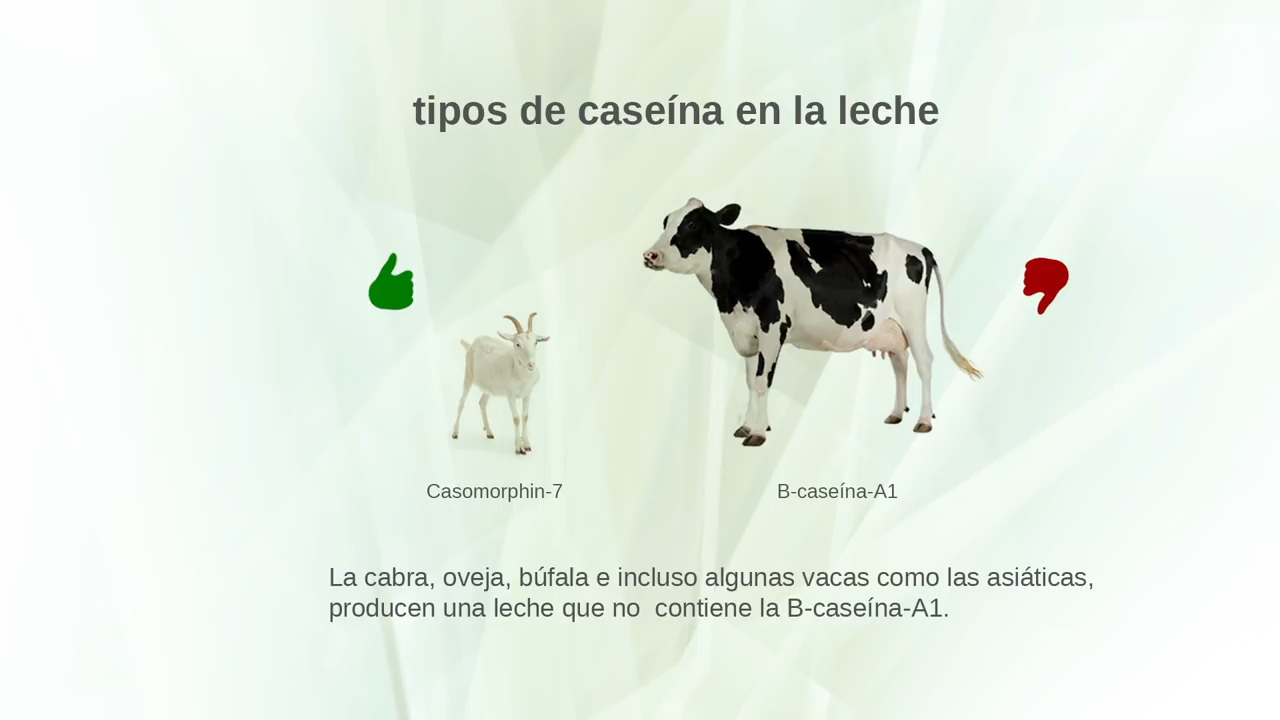 tipos de caseína en la leche
Casomorphin-7
B-caseína-A1
La cabra, oveja, búfala e incluso algunas vacas como las asiáticas,
producen una leche que no  contiene la B-caseína-A1.